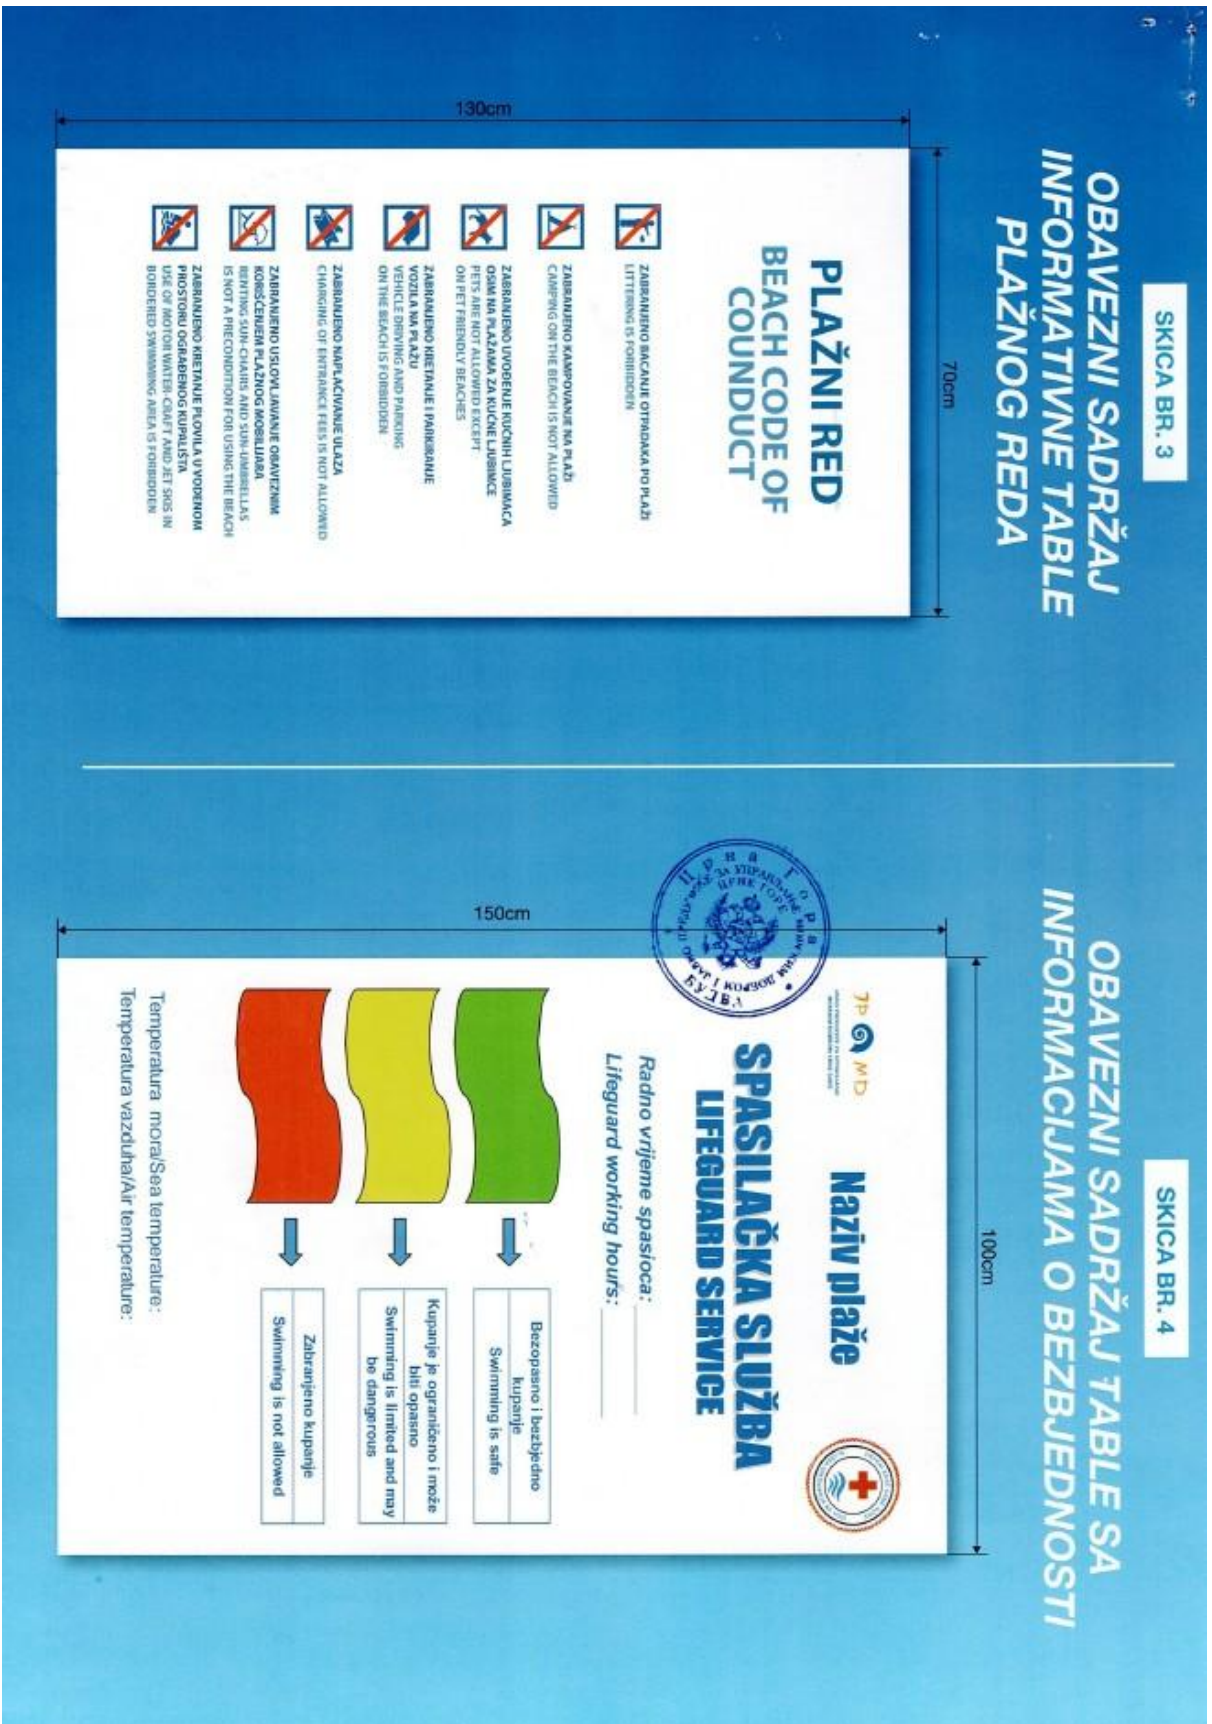 SKICA BR. 3
OBAVEZNI SADRŽAJ
INFORMATIVNE TABLE
PLAŽNOG REDA
70cm
130cm
PLAŽNI RED
BEACH CODE OF
COUNDUCT
ZABRANJENO BACANJE OTPADAKA PO PLAŽI
LITTERING IS FORBIDDEN
ZABRANJENO KAMPOVANJE NA PLAŽI
CAMPING ON THE BEACH IS NOT ALLOWED
ZABRANJENO UVOĐENJE KUĆNIH LJUBIMACA
OSIM NA PLAŽAMA ZA KUĆNE LJUBIMCE
PETS ARE NOT ALLOWED EXCEPT
ON PET FRIENDLY BEACHES
ZABRANJENO KRETANJE I PARKIRANJE
VOZILA NA PLAŽU
VEHICLE DRIVING AND PARKING
ON THE BEACH IS FORBIDDEN
ZABRANJENO NAPLAĆIVANJE ULAZA
CHARGING OF ENTRANCE FEES IS NOT ALLOWED
ZABRANJENO USLOVLJAVANJE OBAVEZNIM
KORIŠĆENJEM PLAŽNOG MOBILIJARA
RENTING SUN-CHAIRS AND SUN-UMBRELLAS
IS NOT A PRECONDITION FOR USING THE BEACH
ZABRANJENO KRETANJE PLOVILA U VODENOM
PROSTORU OGRAĐENOG KUPALIŠTA
USE OF MOTOR WATER-CRAFT AND JET SKIS IN
BORDERED SWIMMING AREA IS FORBIDDEN
SKICA BR. 4
OBAVEZNI SADRŽAJ TABLE SA
INFORMACIJAMA O BEZBJEDNOSTI
100cm
150cm
JP MD
Naziv plaže
SPASILAČKA SLUŽBA
LIFEGUARD SERVICE
Radno vrijeme spasioca:
Lifeguard working hours:
Bezopasno i bezbjedno
kupanje
Swimming is safe
Kupanje je ograničeno i može
biti opasno
Swimming is limited and may
be dangerous
Zabranjeno kupanje
Swimming is not allowed
Temperatura mora/Sea temperature:
Temperatura vazduha/Air temperature:
Црна Гора
ЦРНЕ ГОРЕ
БУДВА